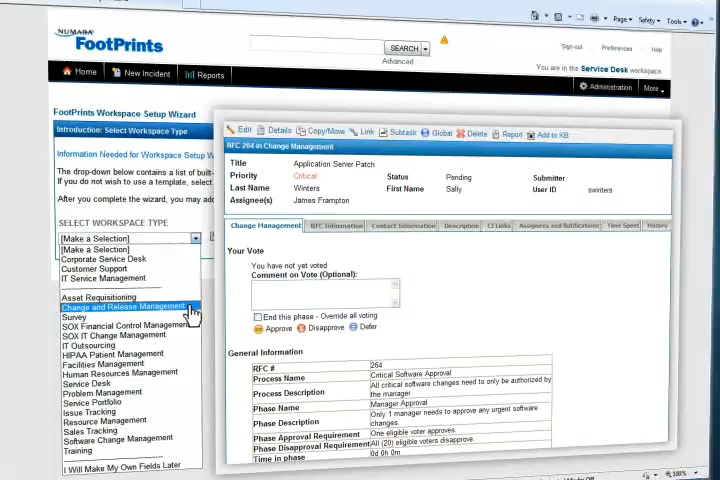 NUMARA
FootPrints
SEARCH
Advanced
Page
Safety
Tools
Sign-out
Preferences
Help
You are in the Service Desk workspace
Home
New Incident
Reports
Administration
More
FootPrints Workspace Setup Wizard
Introduction: Select Workspace Type
Information Needed for Workspace Setup W
The drop-down below contains a list of built-
If you do not wish to use a template, select
After you complete the wizard, you may add
SELECT WORKSPACE TYPE
[Make a Selection]
[Make a Selection]
Corporate Service Desk
Customer Support
IT Service Management
Asset Requisitioning
Change and Release Management
Survey
SOX Financial Control Management
SOX IT Change Management
IT Outsourcing
HIPAA Patient Management
Facilities Management
Human Resources Management
Service Desk
Problem Management
Service Portfolio
Issue Tracking
Resource Management
Sales Tracking
Software Change Management
Training
I Will Make My Own Fields Later
Edit Details Copy/Move Link Subtask Global Delete Report Add to KB
RFC 264 in Change Management
Title Application Server Patch
Priority Critical Status Pending Submitter
Last Name Winters First Name Sally User ID swinters
Assignee(s) James Frampton
Change Management RFC Information Contact Information Description CI Links Assignees and Notifications Time Spent History
Your Vote
You have not yet voted
Comment on Vote (Optional):
End this phase - Override all voting
Approve Disapprove Defer
General Information
RFC # 264
Process Name Critical Software Approval
Process Description All critical software changes need to only be authorized by the manager
Phase Name Manager Approval
Phase Description Only 1 manager needs to approve any urgent software changes.
Phase Approval Requirement One eligible voter approves.
Phase Disapproval Requirement All (20) eligible voters disapprove.
Time in phase 0d 0h 0m
100%